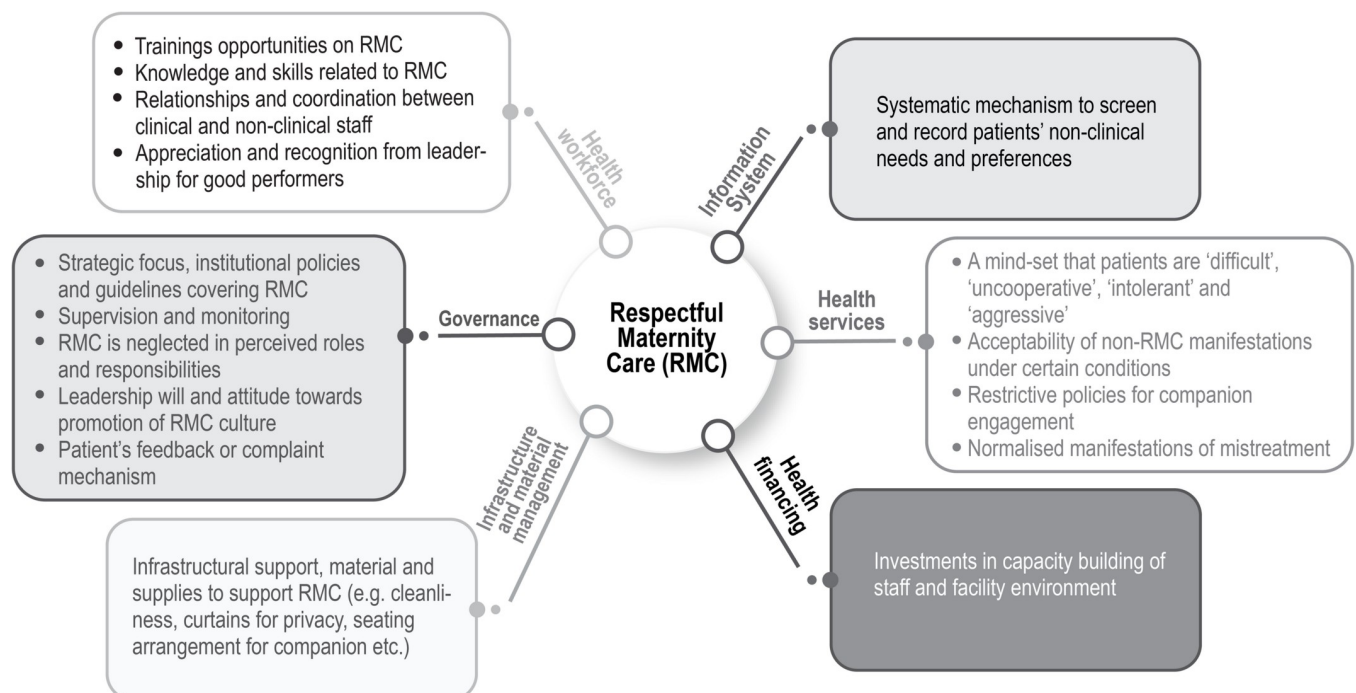 • Trainings opportunities on RMC
• Knowledge and skills related to RMC
• Relationships and coordination between
clinical and non-clinical staff
• Appreciation and recognition from leader-
ship for good performers
Health
workforce
Information
System
Systematic mechanism to screen
and record patients' non-clinical
needs and preferences
• Strategic focus, institutional policies
and guidelines covering RMC
• Supervision and monitoring
• RMC is neglected in perceived roles
and responsibilities
• Leadership will and attitude towards
promotion of RMC culture
• Patient's feedback or complaint
mechanism
Governance
Respectful
Maternity
Care (RMC)
Health
services
• A mind-set that patients are ‘difficult’,
‘uncooperative’, ‘intolerant’ and
‘aggressive’
• Acceptability of non-RMC manifestations
under certain conditions
• Restrictive policies for companion
engagement
• Normalised manifestations of mistreatment
Infrastructure
and material
management
Infrastructural support, material and
supplies to support RMC (e.g. cleanli-
ness, curtains for privacy, seating
arrangement for companion etc.)
Health
financing
Investments in capacity building of
staff and facility environment